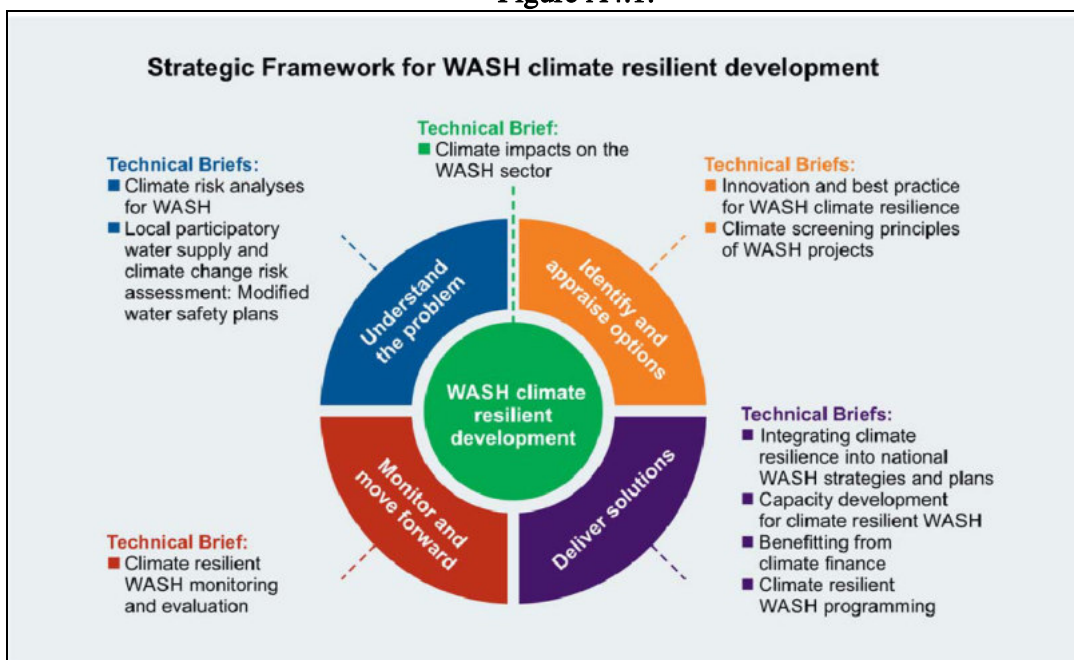 Strategic Framework for WASH climate resilient development
Technical Brief:
Climate impacts on the
WASH sector
Technical Briefs:
Climate risk analyses
for WASH
Local participatory
water supply and
climate change risk
assessment: Modified
water safety plans
Technical Briefs:
Innovation and best practice
for WASH climate resilience
Climate screening principles
of WASH projects
Understand
the problem
Identify and
appraise options
WASH climate
resilient
development
Monitor and
move forward
Deliver solutions
Technical Briefs:
Integrating climate
resilience into national
WASH strategies and plans
Capacity development
for climate resilient WASH
Benefitting from
climate finance
Climate resilient
WASH programming
Technical Brief:
Climate resilient
WASH monitoring
and evaluation